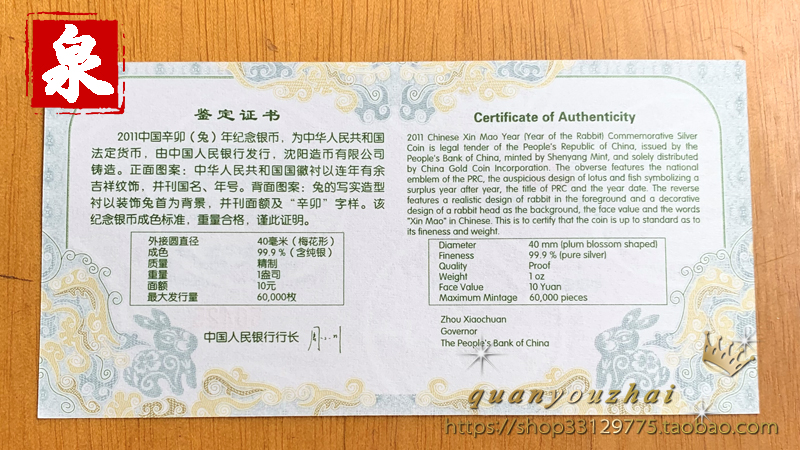 泉
鉴定证书
2011中国辛卯（兔）年纪念银币，为中华人民共和国
法定货币，由中国人民银行发行，沈阳造币有限公司
铸造。正面图案：中华人民共和国国徽衬以连年有余
吉祥纹饰，并刊国名、年号。背面图案：兔的写实造型
衬以装饰兔首为背景，并刊面额及“辛卯”字样。该
纪念银币成色标准，重量合格，谨此证明。
外接圆直径 40毫米（梅花形）
成色 99.9％（含纯银）
质量 精制
重量 1盎司
面额 10元
最大发行量 60,000枚
中国人民银行行长
Certificate of Authenticity
2011 Chinese Xin Mao Year (Year of the Rabbit) Commemorative Silver
Coin is legal tender of the People's Republic of China, issued by the
People's Bank of China, minted by Shenyang Mint, and solely distributed
by China Gold Coin Incorporation. The obverse features the national
emblem of the PRC, the auspicious design of lotus and fish symbolizing a
surplus year after year, the title of PRC and the year date. The reverse
features a realistic design of rabbit in the foreground and a decorative
design of a rabbit head as the background, the face value and the words
"Xin Mao" in Chinese. This is to certify that the coin is up to standard as to
its fineness and weight.
Diameter 40 mm (plum blossom shaped)
Fineness 99.9％ (pure silver)
Quality Proof
Weight 1 oz
Face Value 10 Yuan
Maximum Mintage 60,000 pieces
Zhou Xiaochuan
Governor
The People's Bank of China
quanyouzhai
https://shop33129775.taobao.com